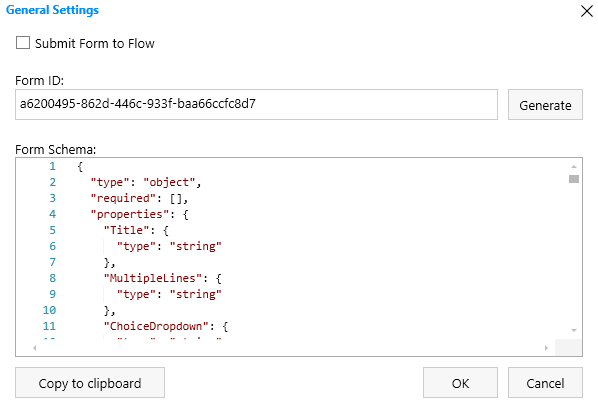 General Settings
Submit Form to Flow
Form ID:
a6200495-862d-446c-933f-baa66ccfc8d7
Generate
Form Schema:
1 {
2 "type": "object",
3 "required": [],
4 "properties": {
5 "Title": {
6 "type": "string"
7 },
8 "MultipleLines": {
9 "type": "string"
10 },
11 "ChoiceDropdown": {
Copy to clipboard
OK
Cancel